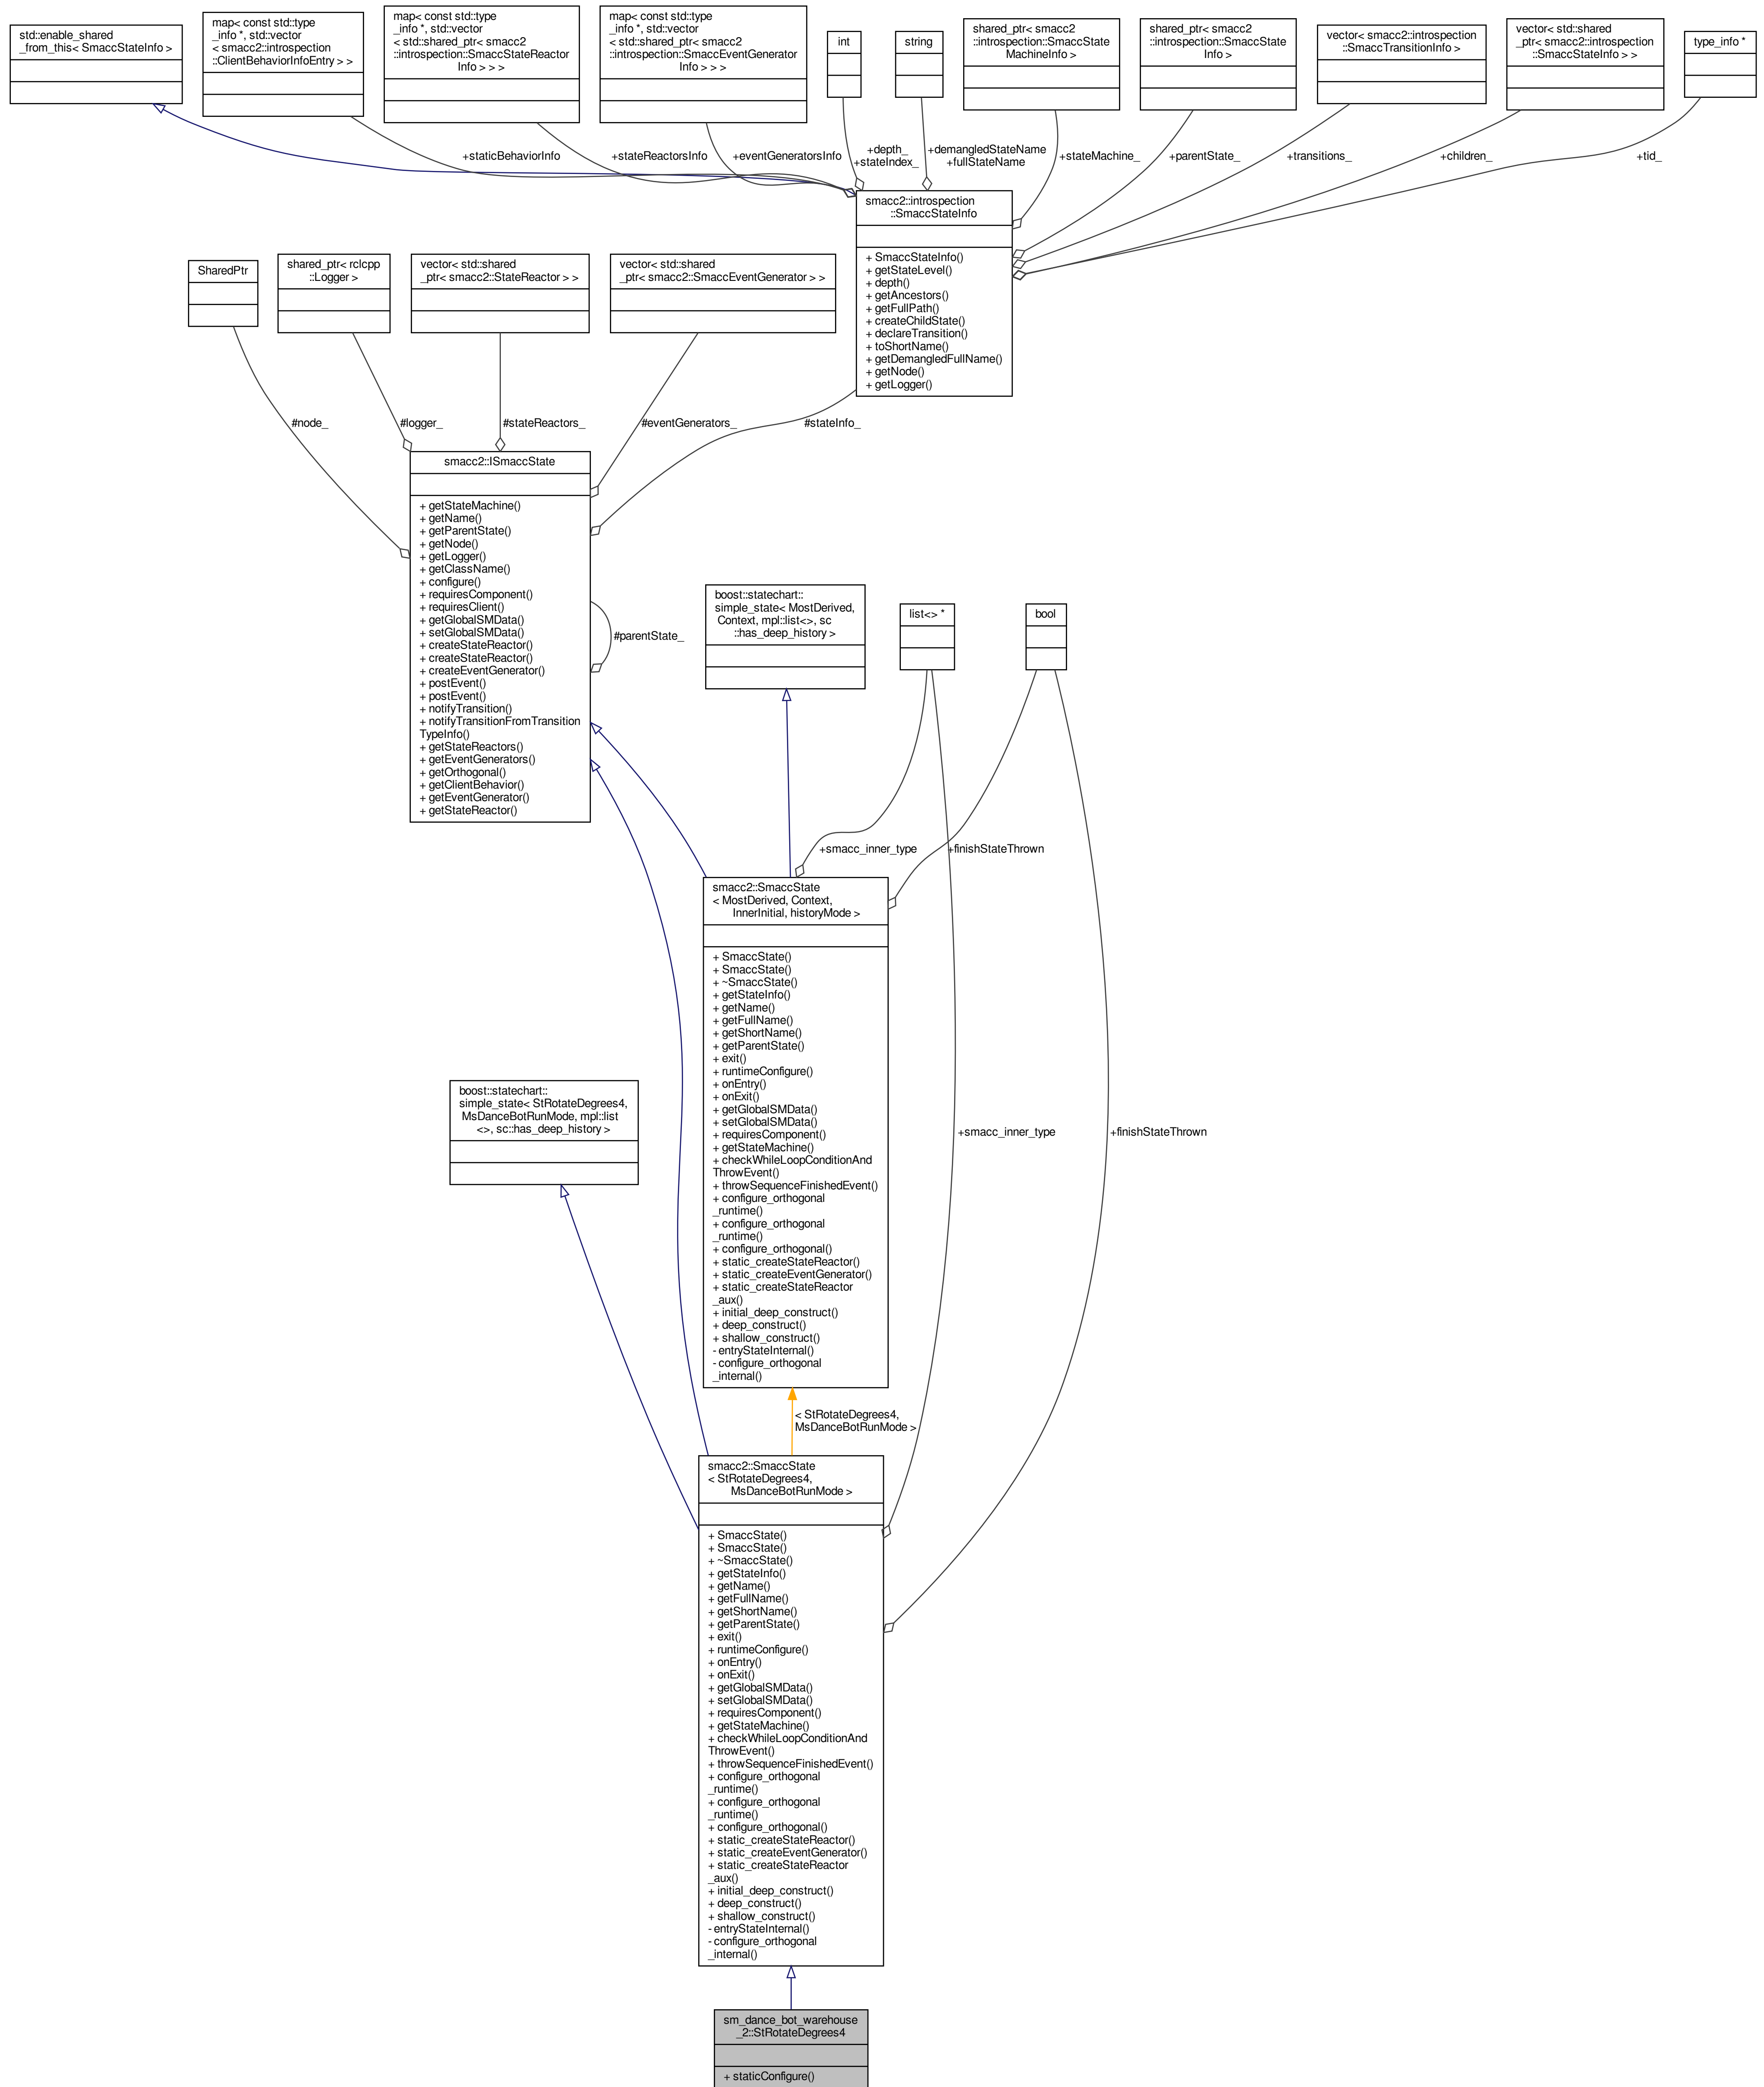 std::enable_shared
_from_this< SmaccStateInfo >
map< const std::type
_info *, std::vector
< smacc2::introspection
::ClientBehaviorInfoEntry > >
map< const std::type
_info *, std::vector
< std::shared_ptr< smacc2
::introspection::SmaccStateReactor
Info > > >
map< const std::type
_info *, std::vector
< std::shared_ptr< smacc2
::introspection::SmaccEventGenerator
Info > > >
int
string
shared_ptr< smacc2
::introspection::SmaccState
MachineInfo >
shared_ptr< smacc2
::introspection::SmaccState
Info >
vector< smacc2::introspection
::SmaccTransitionInfo >
vector< std::shared
_ptr< smacc2::introspection
::SmaccStateInfo > >
type_info *
+staticBehaviorInfo
+stateReactorsInfo
+eventGeneratorsInfo
+depth_
+stateIndex_
+demangledStateName
+fullStateName
+stateMachine_
+parentState_
+transitions_
+children_
+tid_
smacc2::introspection
::SmaccStateInfo
+ SmaccStateInfo()
+ getStateLevel()
+ depth()
+ getAncestors()
+ getFullPath()
+ createChildState()
+ declareTransition()
+ toShortName()
+ getDemangledFullName()
+ getNode()
+ getLogger()
SharedPtr
shared_ptr< rclcpp
::Logger >
vector< std::shared
_ptr< smacc2::StateReactor > >
vector< std::shared
_ptr< smacc2::SmaccEventGenerator > >
#node_
#logger_
#stateReactors_
#eventGenerators_
#stateInfo_
smacc2::ISmaccState
+ getStateMachine()
+ getName()
+ getParentState()
+ getNode()
+ getLogger()
+ getClassName()
+ configure()
+ requiresComponent()
+ requiresClient()
+ getGlobalSMData()
+ setGlobalSMData()
+ createStateReactor()
+ createStateReactor()
+ createEventGenerator()
+ postEvent()
+ postEvent()
+ notifyTransition()
+ notifyTransitionFromTransition
TypeInfo()
+ getStateReactors()
+ getEventGenerators()
+ getOrthogonal()
+ getClientBehavior()
+ getEventGenerator()
+ getStateReactor()
#parentState_
boost::statechart::
simple_state< MostDerived,
Context, mpl::list<>, sc
::has_deep_history >
list<> *
bool
+smacc_inner_type
+finishStateThrown
smacc2::SmaccState
< MostDerived, Context,
InnerInitial, historyMode >
+ SmaccState()
+ SmaccState()
+ ~SmaccState()
+ getStateInfo()
+ getName()
+ getFullName()
+ getShortName()
+ getParentState()
+ exit()
+ runtimeConfigure()
+ onEntry()
+ onExit()
+ getGlobalSMData()
+ setGlobalSMData()
+ requiresComponent()
+ getStateMachine()
+ checkWhileLoopConditionAnd
ThrowEvent()
+ throwSequenceFinishedEvent()
+ configure_orthogonal
_runtime()
+ configure_orthogonal
_runtime()
+ configure_orthogonal()
+ static_createStateReactor()
+ static_createEventGenerator()
+ static_createStateReactor
_aux()
+ initial_deep_construct()
+ deep_construct()
+ shallow_construct()
- entryStateInternal()
- configure_orthogonal
_internal()
boost::statechart::
simple_state< StRotateDegrees4,
MsDanceBotRunMode, mpl::list
<>, sc::has_deep_history >
+smacc_inner_type
+finishStateThrown
< StRotateDegrees4,
MsDanceBotRunMode >
smacc2::SmaccState
< StRotateDegrees4,
MsDanceBotRunMode >
+ SmaccState()
+ SmaccState()
+ ~SmaccState()
+ getStateInfo()
+ getName()
+ getFullName()
+ getShortName()
+ getParentState()
+ exit()
+ runtimeConfigure()
+ onEntry()
+ onExit()
+ getGlobalSMData()
+ setGlobalSMData()
+ requiresComponent()
+ getStateMachine()
+ checkWhileLoopConditionAnd
ThrowEvent()
+ throwSequenceFinishedEvent()
+ configure_orthogonal
_runtime()
+ configure_orthogonal
_runtime()
+ configure_orthogonal()
+ static_createStateReactor()
+ static_createEventGenerator()
+ static_createStateReactor
_aux()
+ initial_deep_construct()
+ deep_construct()
+ shallow_construct()
- entryStateInternal()
- configure_orthogonal
_internal()
sm_dance_bot_warehouse
_2::StRotateDegrees4
+ staticConfigure()